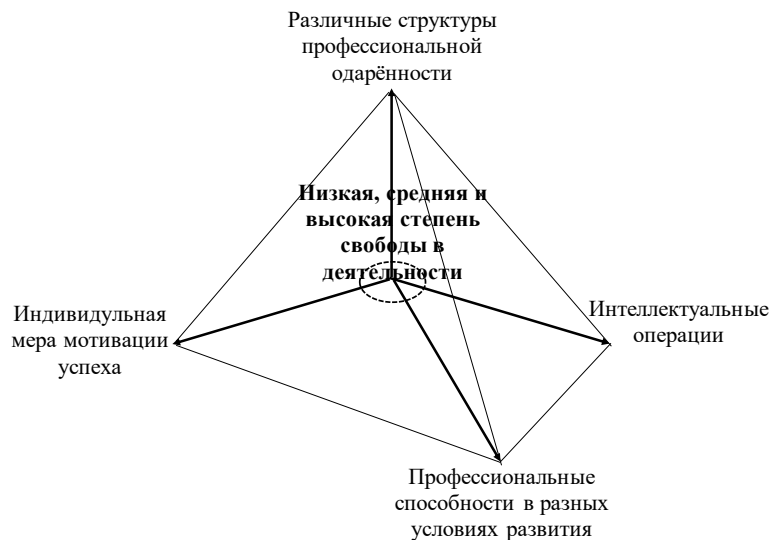 Различные структуры
профессиональной
одарённости
Низкая, средняя и
высокая степень
свободы в
деятельности
Индивидульная
мера мотивации
успеха
Интеллектуальные
операции
Профессиональные
способности в разных
условиях развития